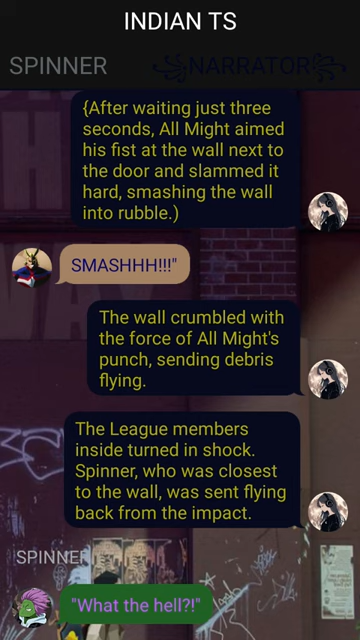 INDIAN TS
SPINNER
꧁NARRATOR꧂
{After waiting just three
seconds, All Might aimed
his fist at the wall next to
the door and slammed it
hard, smashing the wall
into rubble.)
SMASHHH!!!"
The wall crumbled with
the force of All Might's
punch, sending debris
flying.
The League members
inside turned in shock.
Spinner, who was closest
to the wall, was sent flying
back from the impact.
SPINNER
"What the hell?!"